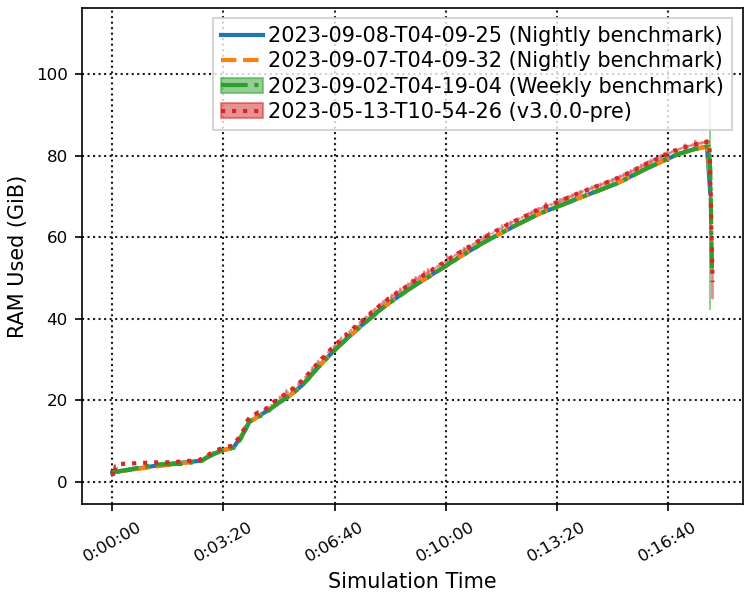 2023-09-08-T04-09-25 (Nightly benchmark)
2023-09-07-T04-09-32 (Nightly benchmark)
2023-09-02-T04-19-04 (Weekly benchmark)
2023-05-13-T10-54-26 (v3.0.0-pre)
RAM Used (GiB)
100
80
60
40
20
0
0:00:00
0:03:20
0:06:40
0:10:00
0:13:20
0:16:40
Simulation Time